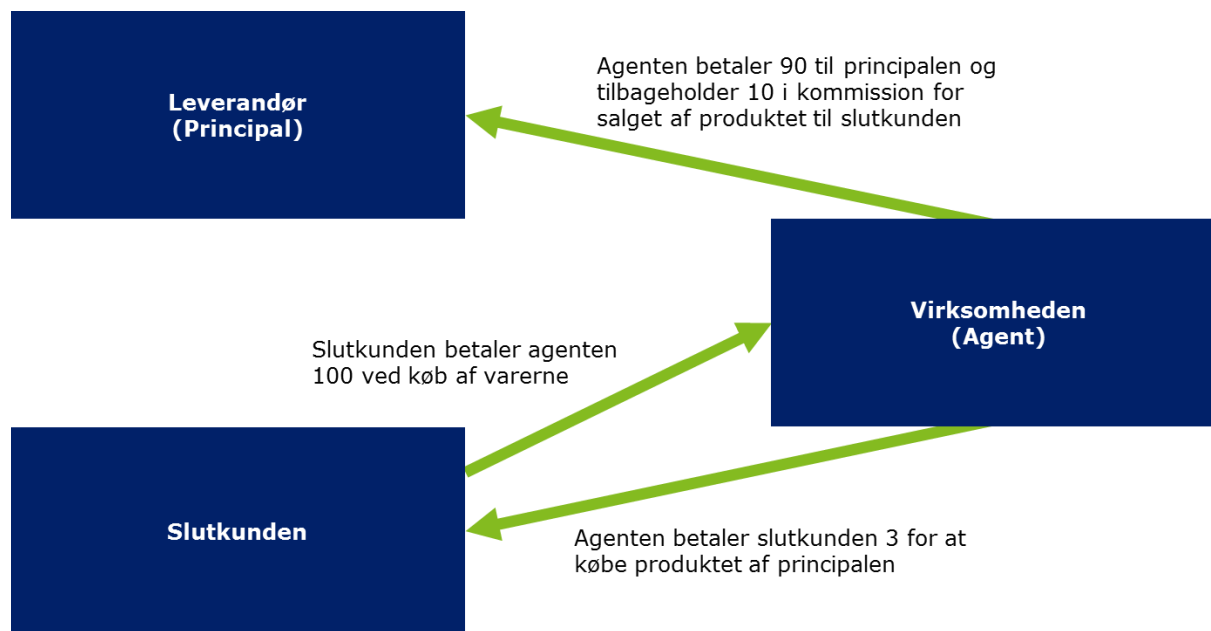 Leverandør
(Principal)
Agenten betaler 90 til principalen og
tilbageholder 10 i kommission for
salget af produktet til slutkunden
Virksomheden
(Agent)
Slutkunden betaler agenten
100 ved køb af varerne
Slutkunden
Agenten betaler slutkunden 3 for at
købe produktet af principalen